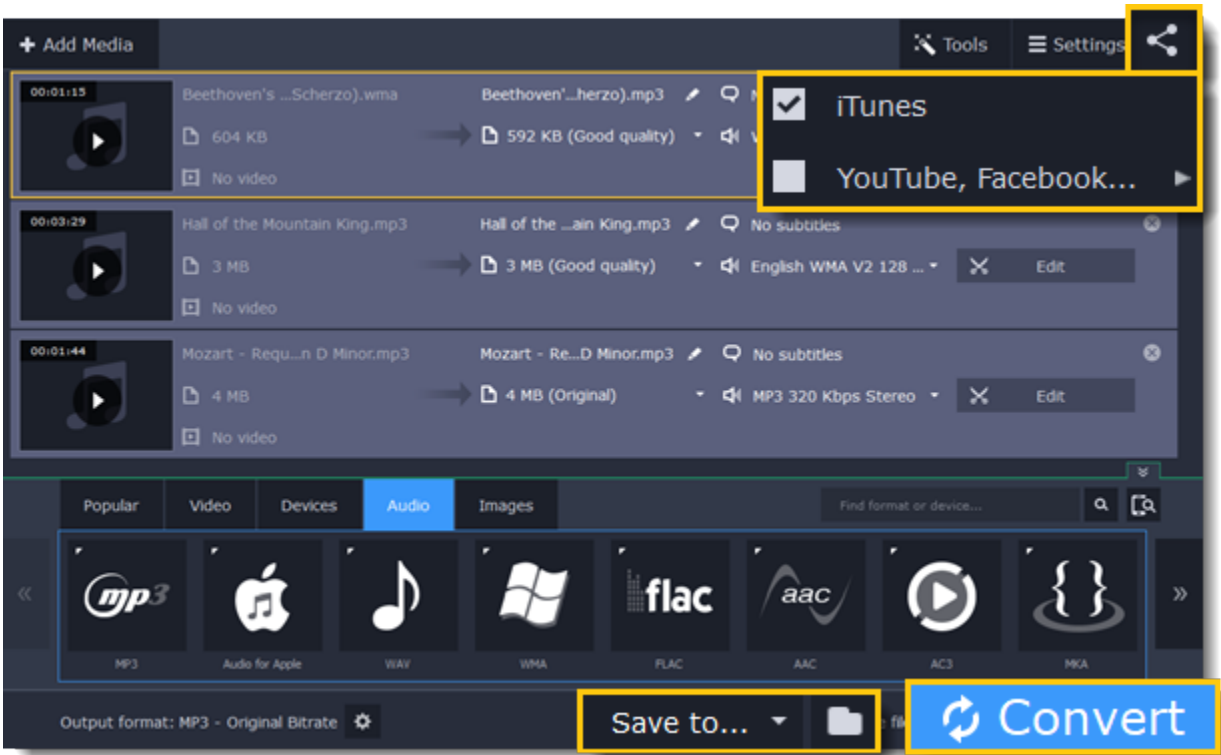 Add Media
Tools
Settings
iTunes
YouTube, Facebook...
00:01:15
Beethoven's ...Scherzo).wma
Beethoven'...herzo).mp3
604 KB
592 KB (Good quality)
No video
00:03:29
Hall of the Mountain King.mp3
Hall of the ...ain King.mp3
No subtitles
3 MB
3 MB (Good quality)
English WMA V2 128 ...
Edit
No video
00:01:44
Mozart - Requ...n D Minor.mp3
Mozart - Re...D Minor.mp3
No subtitles
4 MB
4 MB (Original)
MP3 320 Kbps Stereo
Edit
No video
Popular
Video
Devices
Audio
Images
Find format or device...
mp3
flac
aac
MP3
Audio for Apple
WAV
WMA
FLAC
AAC
AC3
MKA
Output format: MP3 - Original Bitrate
Save to...
Convert